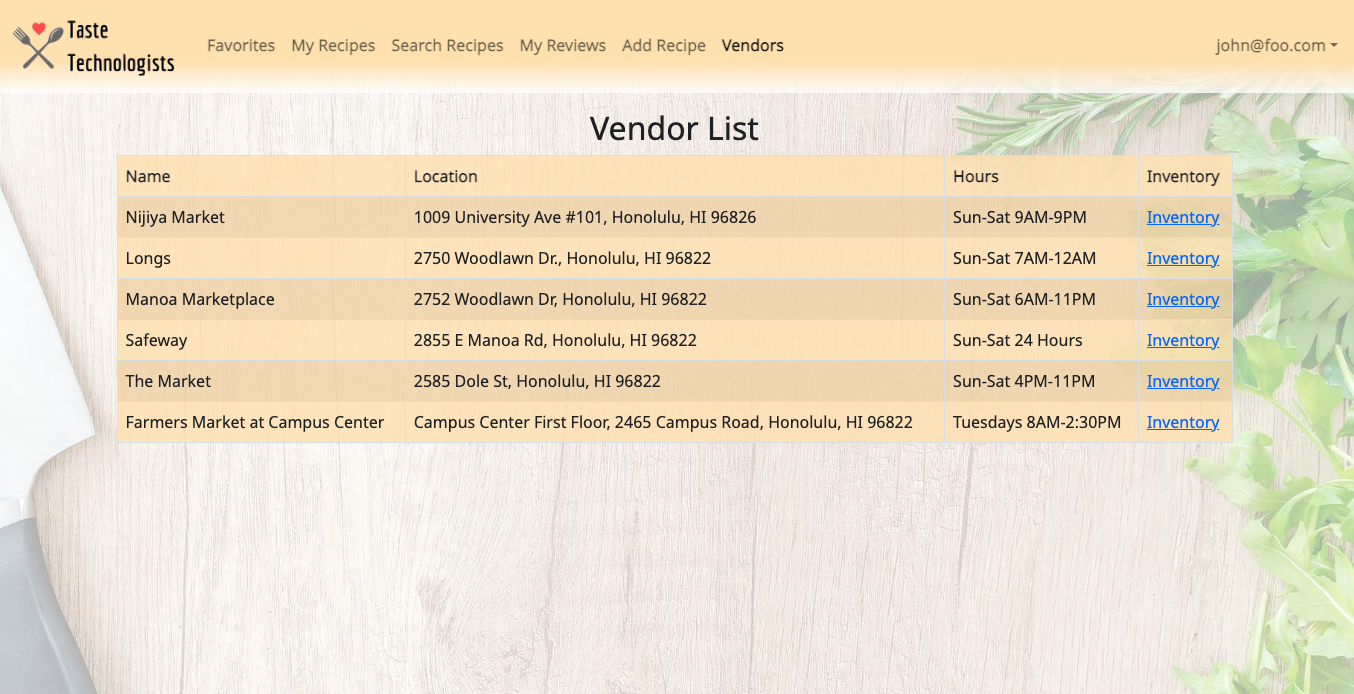 Taste
Technologists
Favorites My Recipes Search Recipes My Reviews Add Recipe Vendors john@foo.com
Vendor List
Name Location Hours Inventory
Nijiya Market 1009 University Ave #101, Honolulu, HI 96826 Sun-Sat 9AM-9PM Inventory
Longs 2750 Woodlawn Dr., Honolulu, HI 96822 Sun-Sat 7AM-12AM Inventory
Manoa Marketplace 2752 Woodlawn Dr, Honolulu, HI 96822 Sun-Sat 6AM-11PM Inventory
Safeway 2855 E Manoa Rd, Honolulu, HI 96822 Sun-Sat 24 Hours Inventory
The Market 2585 Dole St, Honolulu, HI 96822 Sun-Sat 4PM-11PM Inventory
Farmers Market at Campus Center Campus Center First Floor, 2465 Campus Road, Honolulu, HI 96822 Tuesdays 8AM-2:30PM Inventory